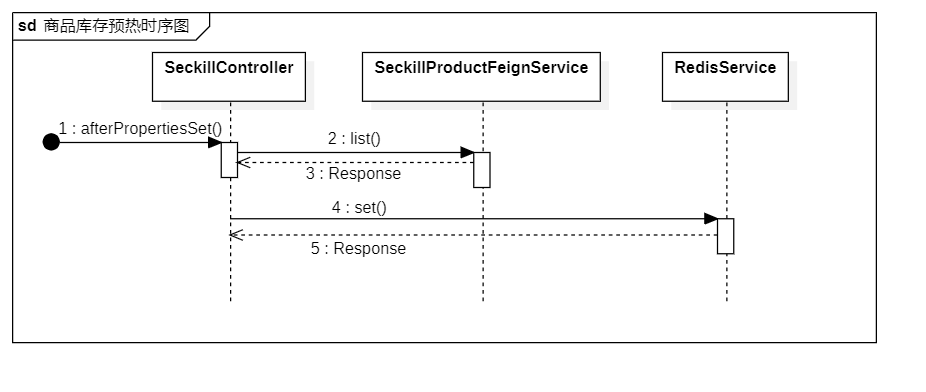 sd 商品库存预热时序图
SeckillController
SeckillProductFeignService
RedisService
1 : afterPropertiesSet()
2 : list()
3 : Response
4 : set()
5 : Response